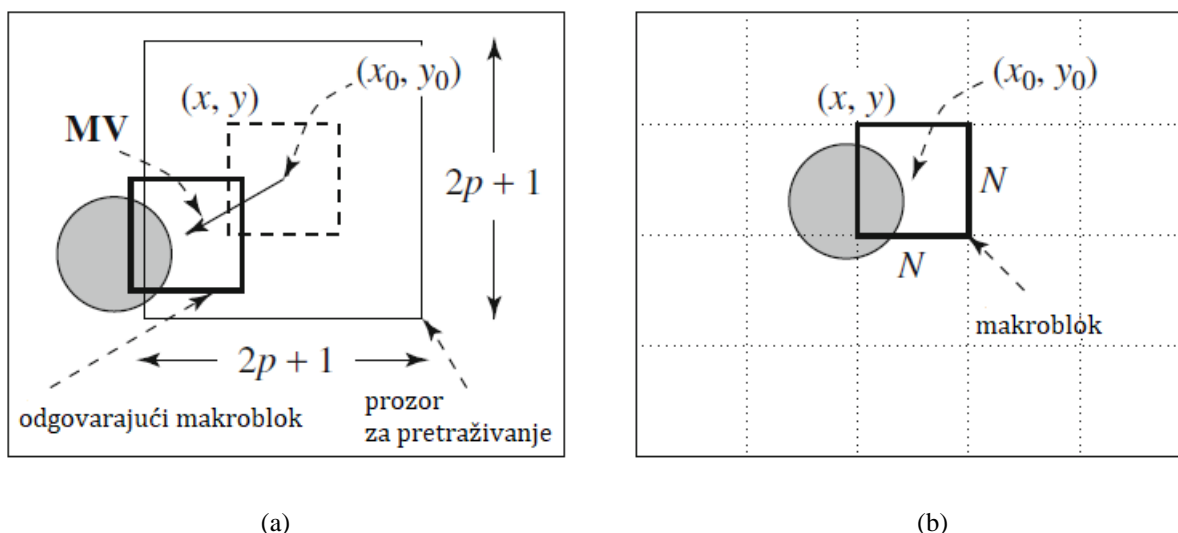 (x₀, y₀)
(x, y)
MV
2p + 1
2p + 1
odgovarajući makroblok
prozor
za pretraživanje
(a)
(x₀, y₀)
(x, y)
N
N
makroblok
(b)